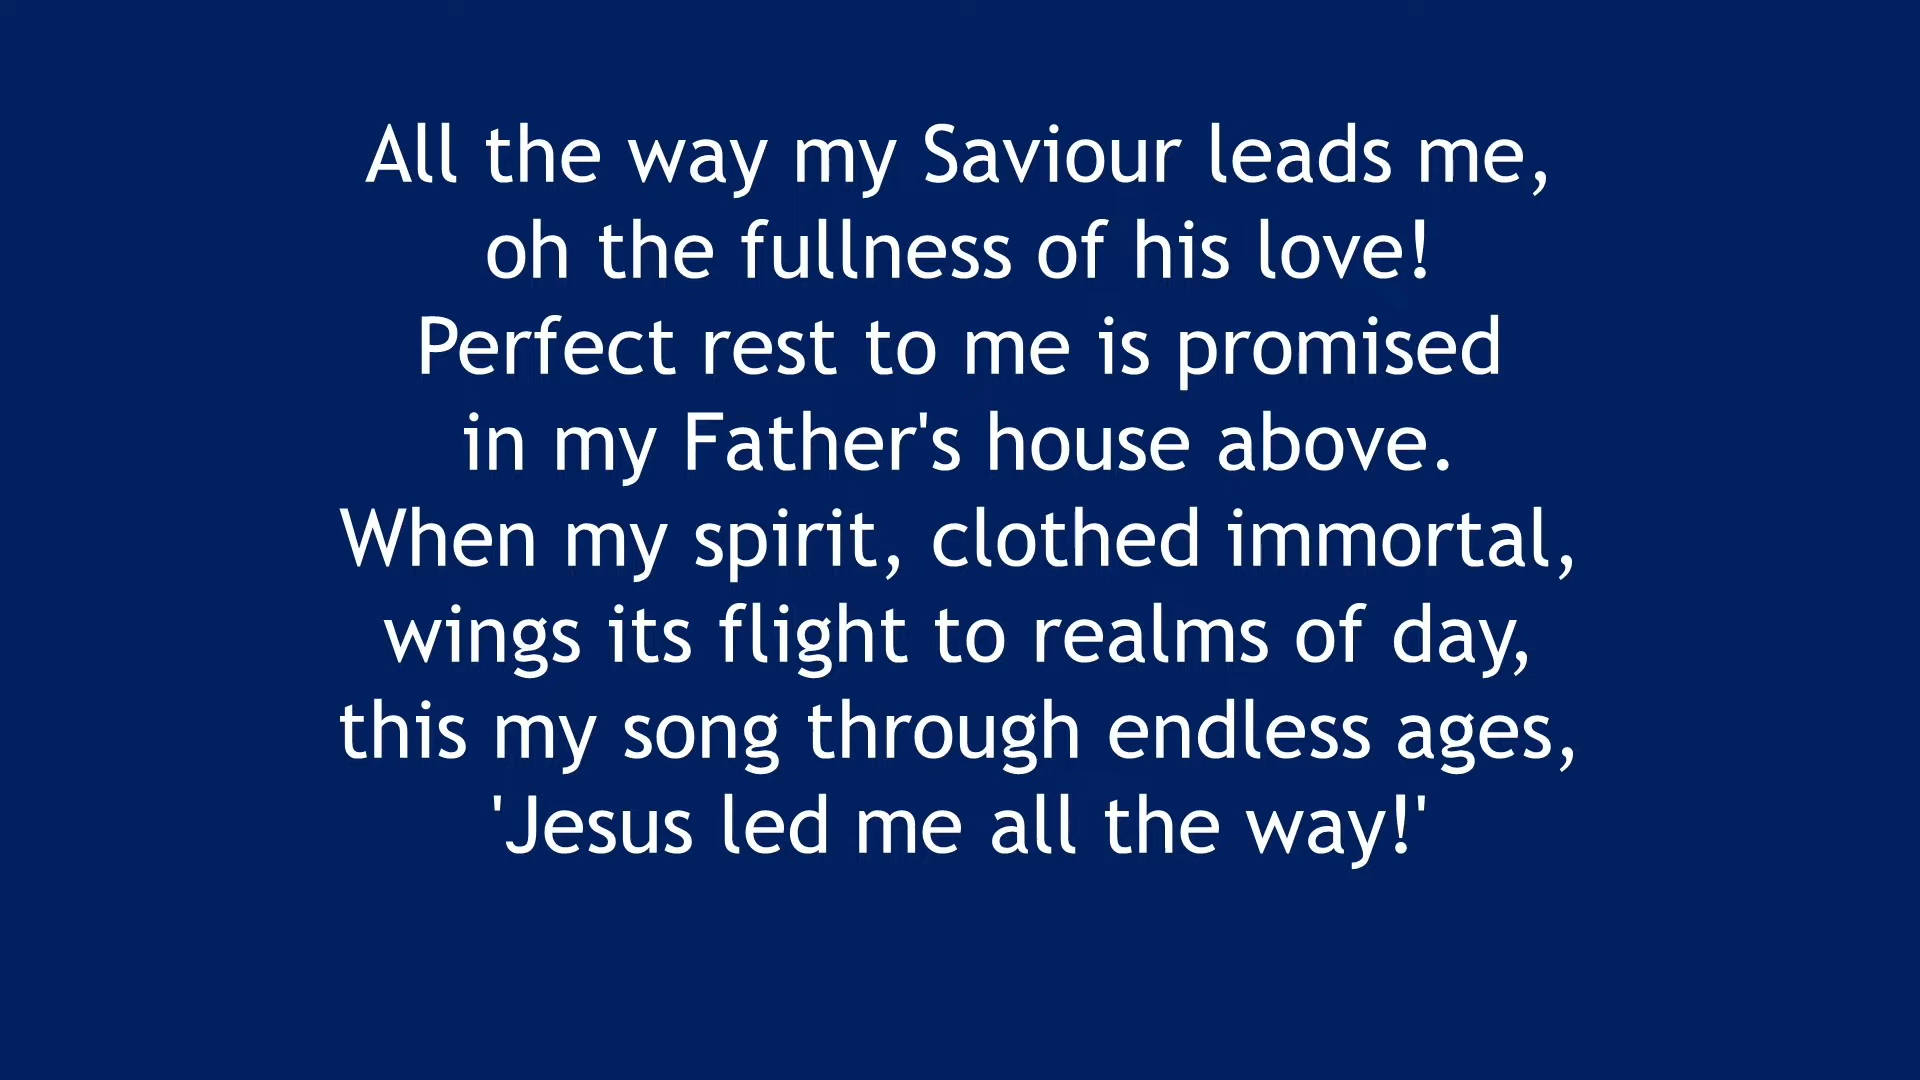 All the way my Saviour leads me,
oh the fullness of his love!
Perfect rest to me is promised
in my Father's house above.
When my spirit, clothed immortal,
wings its flight to realms of day,
this my song through endless ages,
'Jesus led me all the way!'